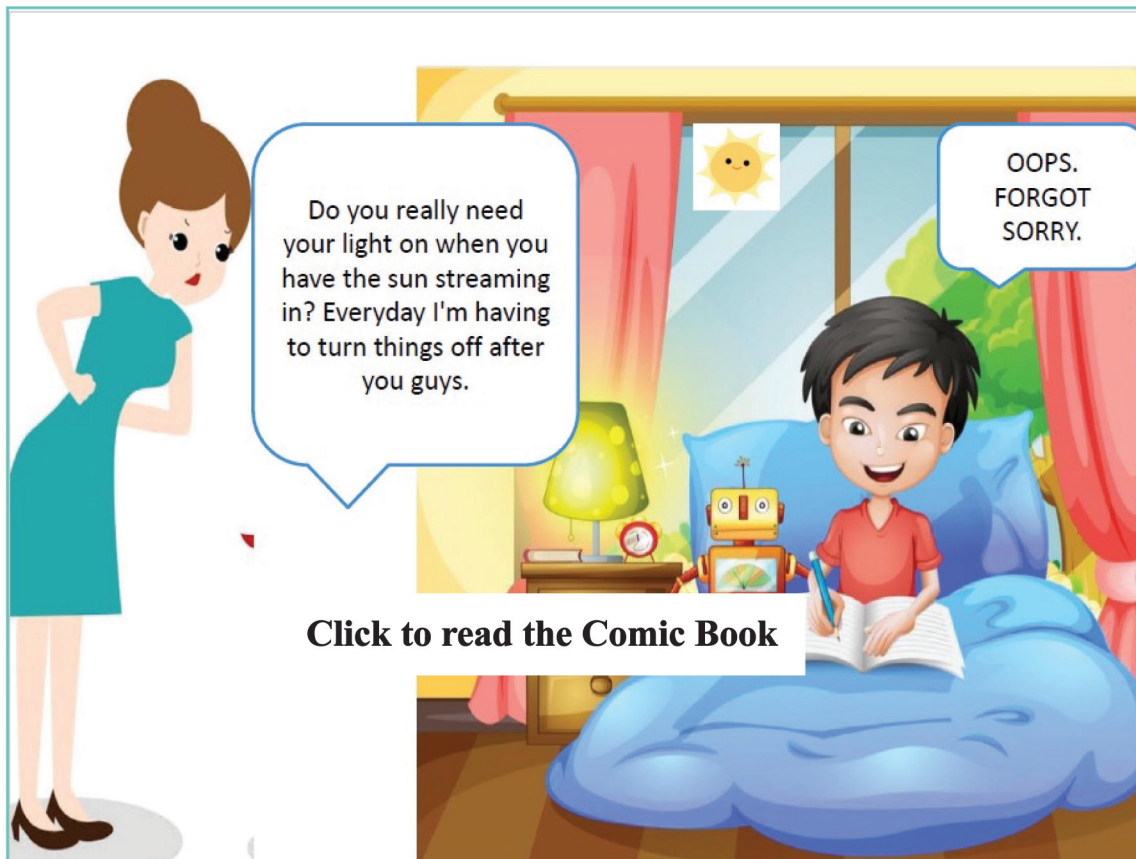 Do you really need
your light on when you
have the sun streaming
in? Everyday I'm having
to turn things off after
you guys.
OOPS.
FORGOT
SORRY.
Click to read the Comic Book